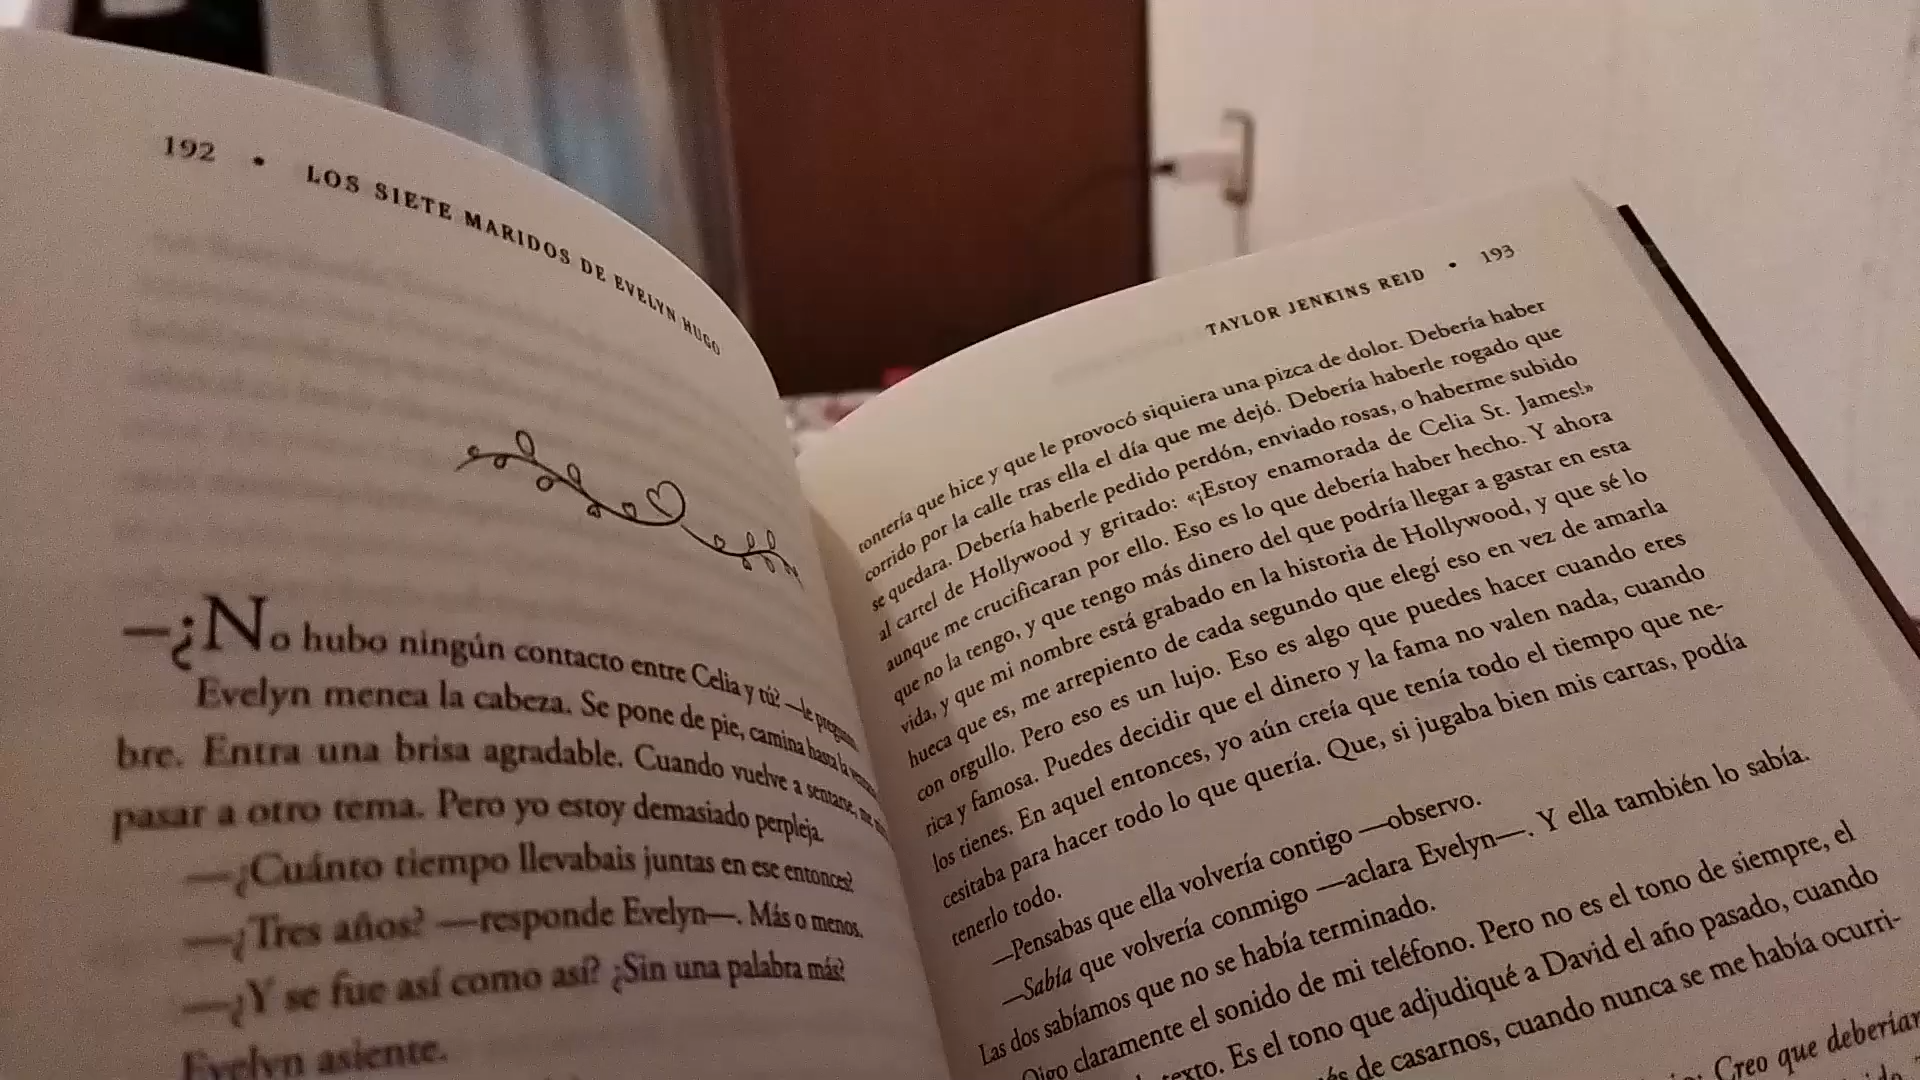 192 • LOS SIETE MARIDOS DE EVELYN HUGO
—¿No hubo ningún contacto entre Celia y tú? —le
Evelyn menea la cabeza. Se pone de pie, camina hasta la
bre. Entra una brisa agradable. Cuando vuelve a sentarse, me
pasar a otro tema. Pero yo estoy demasiado perpleja.
—¿Cuánto tiempo llevabais juntas en ese entonces?
—¿Tres años? —responde Evelyn—. Más o menos.
—¿Y se fue así como así? ¿Sin una palabra más?
Evelyn asiente.
TAYLOR JENKINS REID • 193
tontería que hice y que le provocó siquiera una pizca de dolor. Debería haber
corrido por la calle tras ella el día que me dejó. Debería haberle rogado que
se quedara. Debería haberle pedido perdón, enviado rosas, o haberme subido
al cartel de Hollywood y gritado: «¡Estoy enamorada de Celia St. James!»
aunque me crucificaran por ello. Eso es lo que debería haber hecho. Y ahora
que no la tengo, y que tengo más dinero del que podría llegar a gastar en esta
vida, y que mi nombre está grabado en la historia de Hollywood, y que sé lo
hueca que es, me arrepiento de cada segundo que elegí eso en vez de amarla
con orgullo. Pero eso es un lujo. Eso es algo que puedes hacer cuando eres
rica y famosa. Puedes decidir que el dinero y la fama no valen nada, cuando
los tienes. En aquel entonces, yo aún creía que tenía todo el tiempo que ne-
cesitaba para hacer todo lo que quería. Que, si jugaba bien mis cartas, podía
tenerlo todo.
—Pensabas que ella volvería contigo —observo.
—Sabía que volvería conmigo —aclara Evelyn—. Y ella también lo sabía.
Las dos sabíamos que no se había terminado.
Oigo claramente el sonido de mi teléfono. Pero no es el tono de siempre, el
texto. Es el tono que adjudiqué a David el año pasado, cuando
de casarnos, cuando nunca se me había ocurri-
Creo que deberían